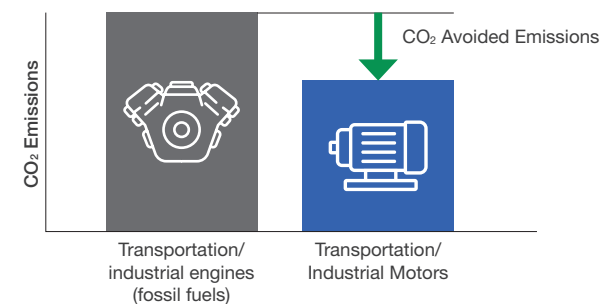 CO₂ Emissions
CO₂ Avoided Emissions
Transportation/
industrial engines
(fossil fuels)
Transportation/
Industrial Motors